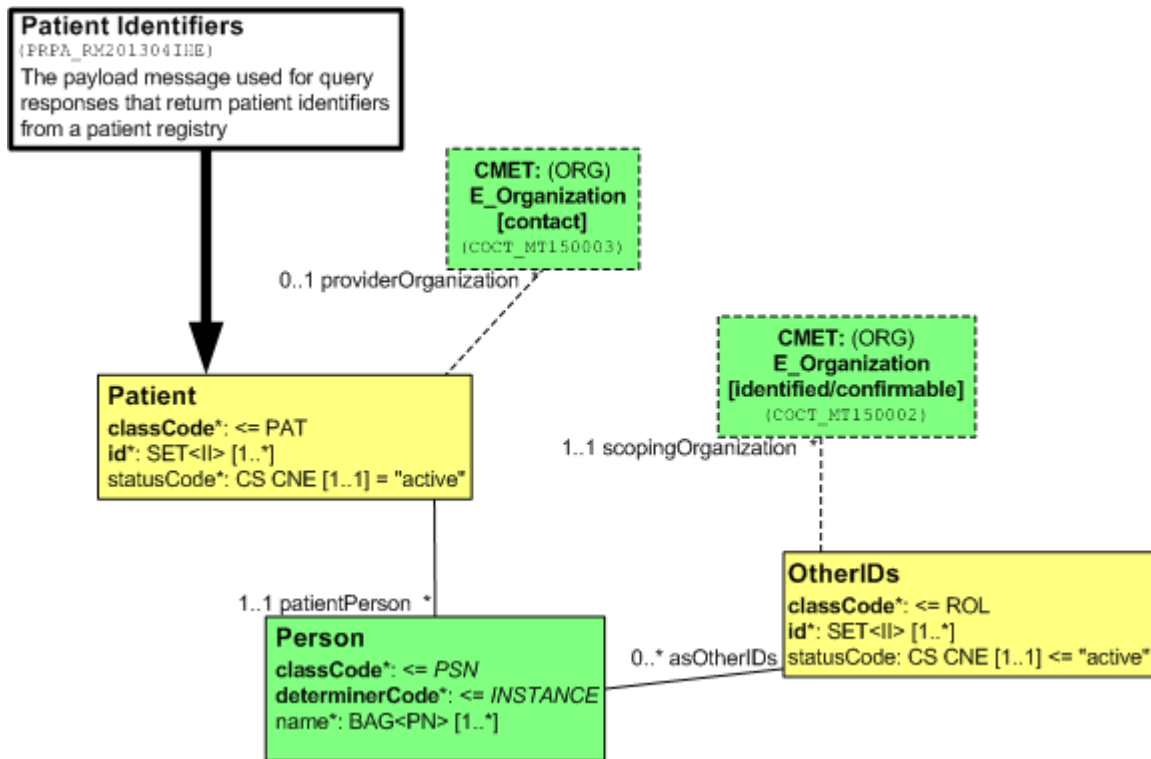 Patient Identifiers
(PRPA_RM201304IHE)
The payload message used for query
responses that return patient identifiers
from a patient registry
CMET: (ORG)
E_Organization
[contact]
(COCT_MT150003)
0..1 providerOrganization *
CMET: (ORG)
E_Organization
[identified/confirmable]
(COCT_MT150002)
1..1 scopingOrganization *
Patient
classCode*: <= PAT
id*: SET<II> [1..*]
statusCode*: CS CNE [1..1] = "active"
OtherIDs
classCode*: <= ROL
id*: SET<II> [1..*]
statusCode: CS CNE [1..1] <= "active"
1..1 patientPerson *
0..* asOtherIDs
Person
classCode*: <= PSN
determinerCode*: <= INSTANCE
name*: BAG<PN> [1..*]